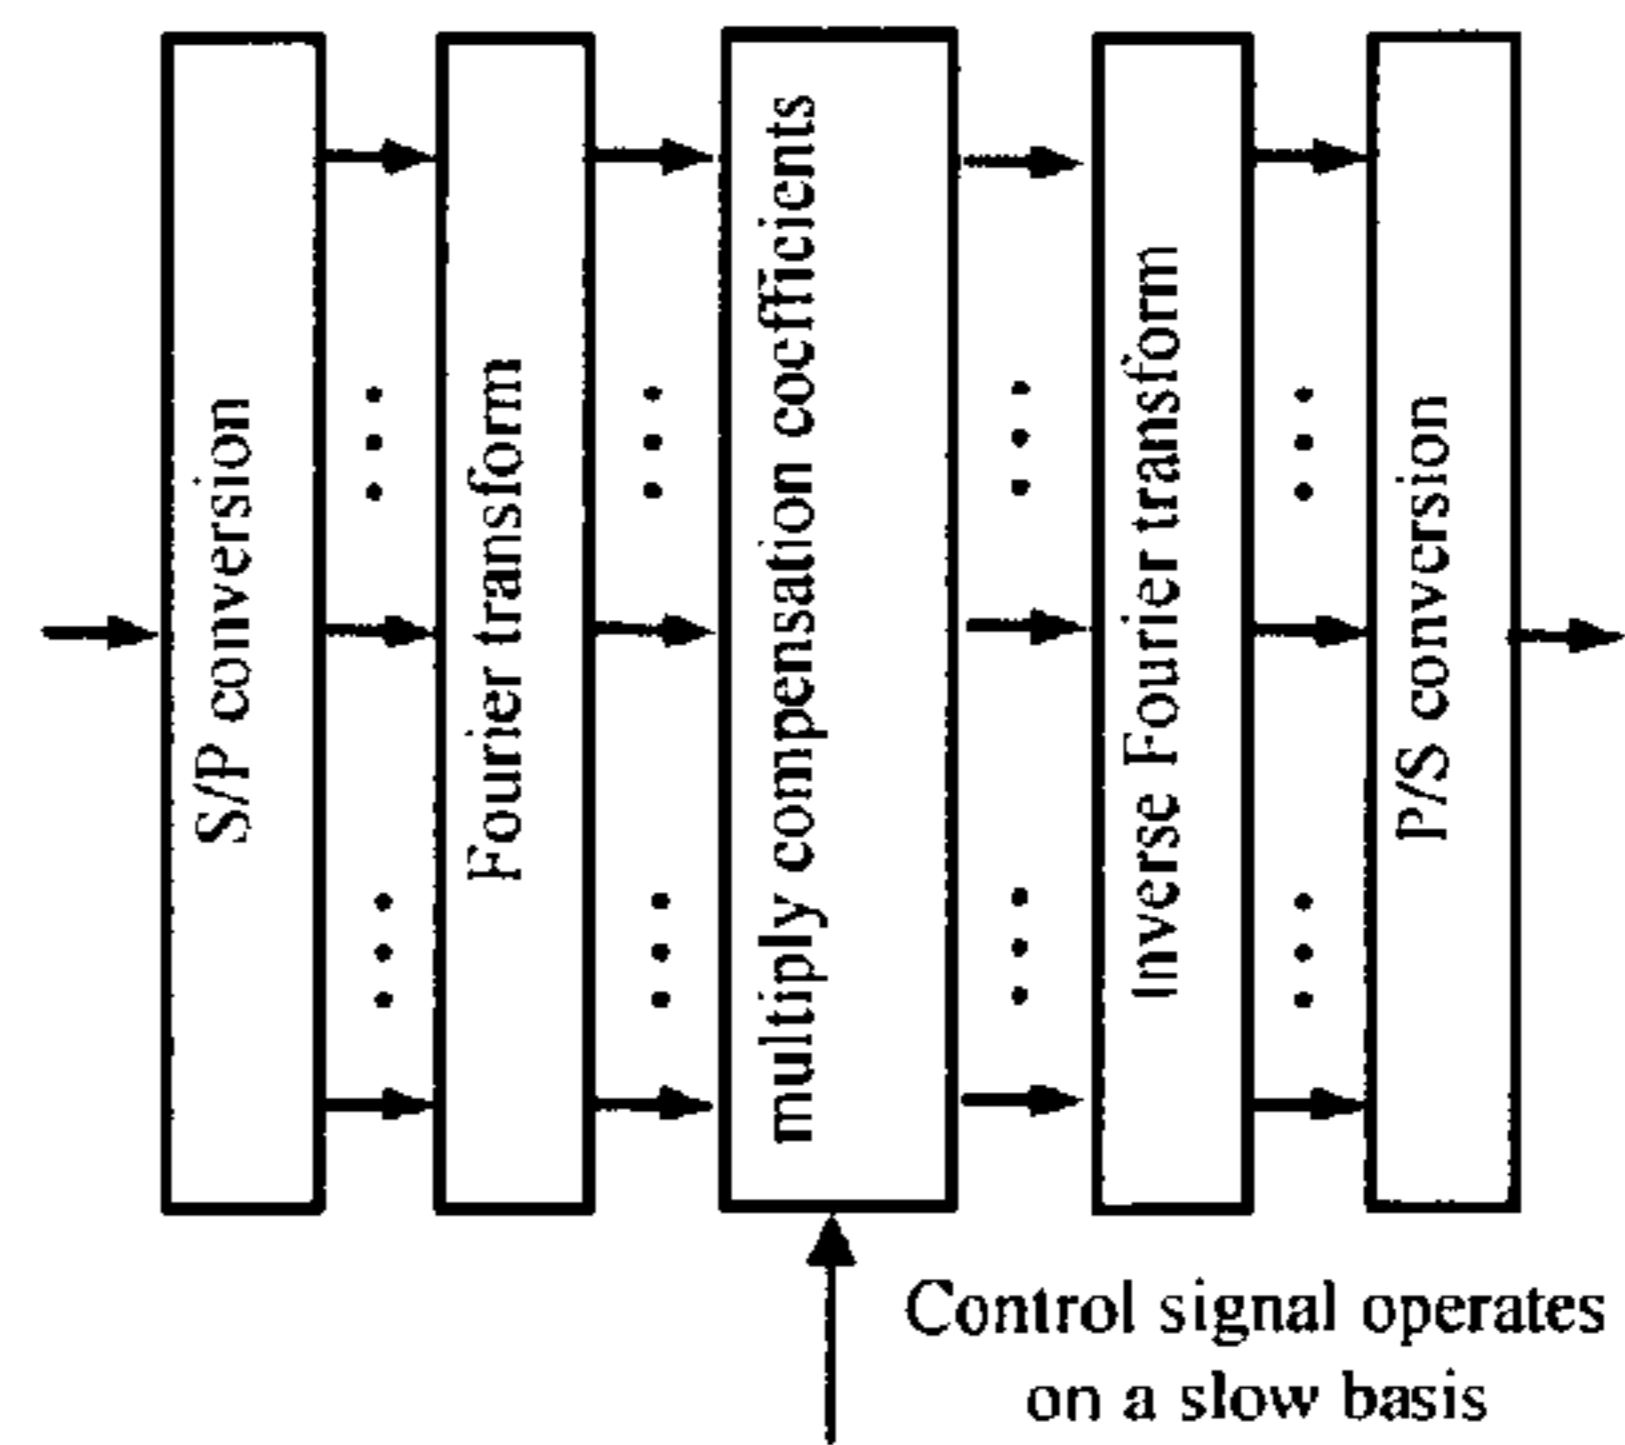 S/P conversion
Fourier transform
multiply compensation coefficients
Inverse Fourier transform
P/S conversion
Control signal operates
on a slow basis